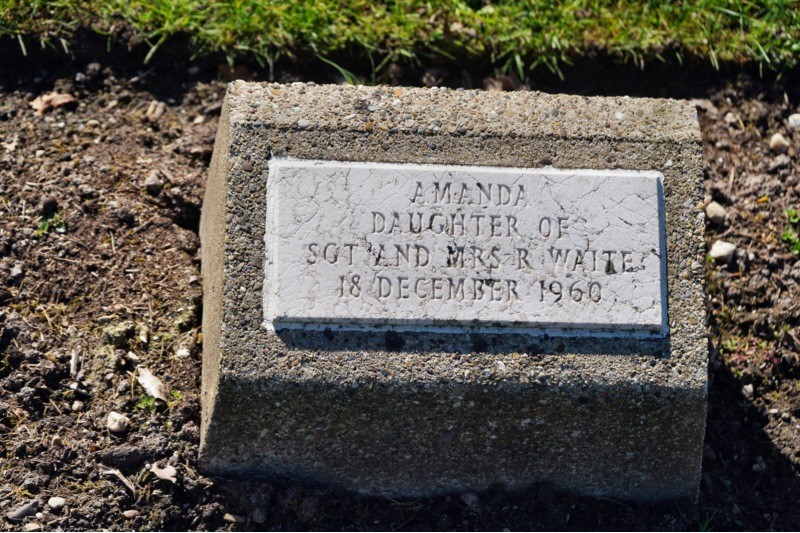 AMANDA
DAUGHTER OF
SGT AND MRS R WAITE
18 DECEMBER 1960